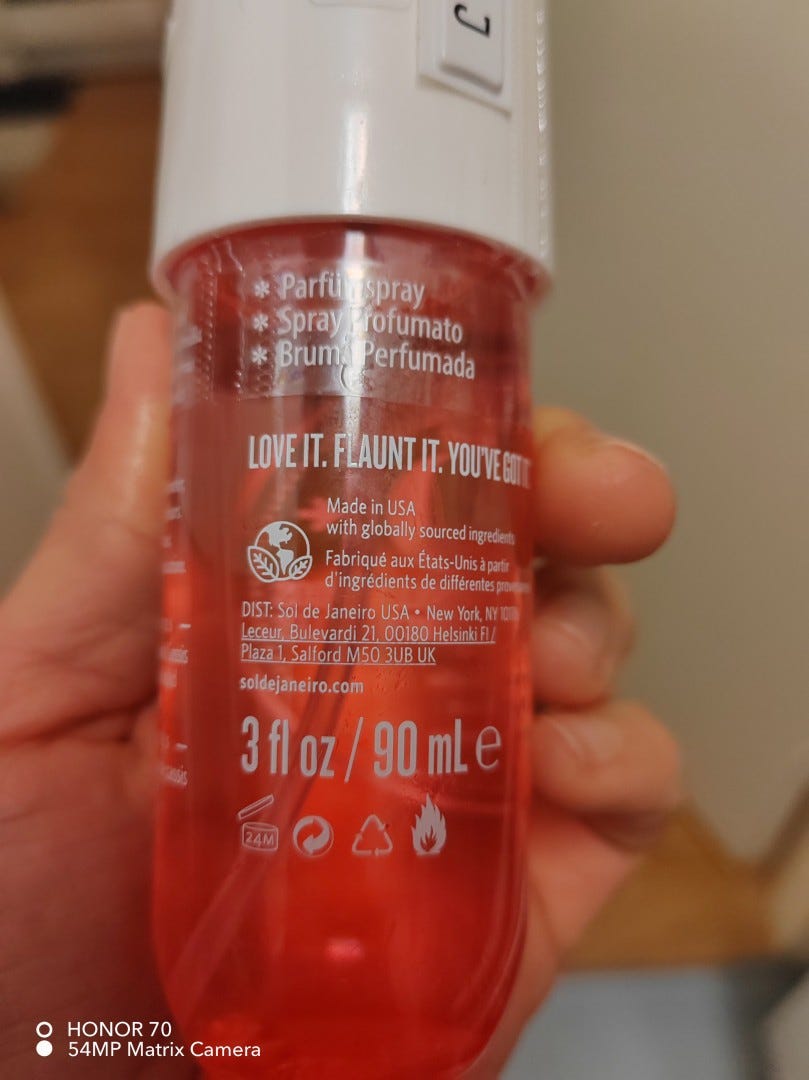 J
* Parfümspray
* Spray Profumato
* Bruma Perfumada
LOVE IT. FLAUNT IT. YOU'VE GOT IT
Made in USA
with globally sourced ingredients
Fabriqué aux États-Unis à partir
d'ingrédients de différentes
DIST: Sol de Janeiro USA • New York, NY
Leceur, Bulevardi 21, 00180 Helsinki FI /
Plaza 1, Salford M50 3UB UK
soldejaneiro.com
3 fl oz / 90 mL e
24M
HONOR 70
54MP Matrix Camera